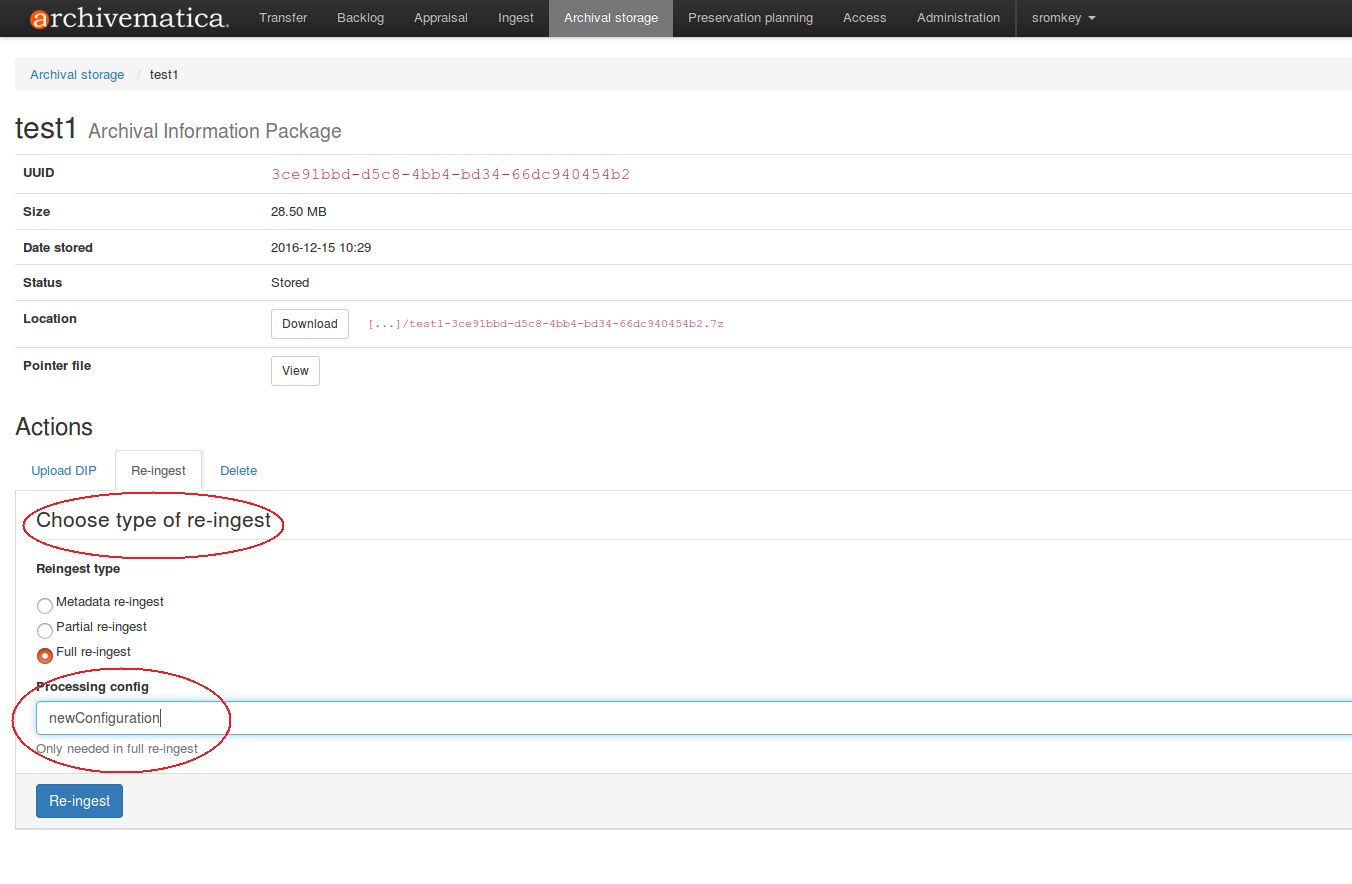 archivematica. Transfer Backlog Appraisal Ingest Archival storage Preservation planning Access Administration sromkey
Archival storage / test1
test1 Archival Information Package
UUID 3ce91bbd-d5c8-4bb4-bd34-66dc940454b2
Size 28.50 MB
Date stored 2016-12-15 10:29
Status Stored
Location Download [...]/test1-3ce91bbd-d5c8-4bb4-bd34-66dc940454b2.7z
Pointer file View
Actions
Upload DIP Re-ingest Delete
Choose type of re-ingest
Reingest type
Metadata re-ingest
Partial re-ingest
Full re-ingest
Processing config
newConfiguration
Only needed in full re-ingest
Re-ingest